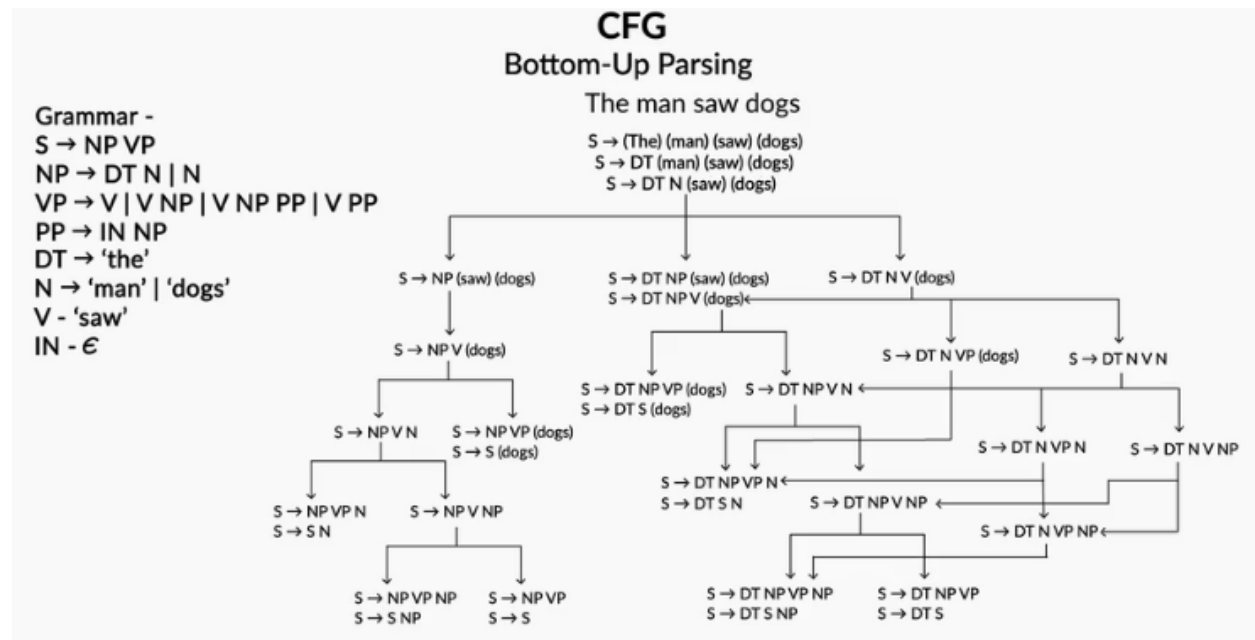 CFG
Bottom-Up Parsing
The man saw dogs
Grammar -
S → NP VP
NP → DT N | N
VP → V | V NP | V NP PP | V PP
PP → IN NP
DT → ‘the’
N → ‘man’ | ‘dogs’
V - ‘saw’
IN - ϵ
S → (The) (man) (saw) (dogs)
S → DT (man) (saw) (dogs)
S → DT N (saw) (dogs)
S → NP (saw) (dogs)
S → DT NP (saw) (dogs)
S → DT NP V (dogs)
S → DT N V (dogs)
S → NP V (dogs)
S → DT N VP (dogs)
S → DT N V N
S → DT NP VP (dogs)
S → DT S (dogs)
S → DT NP V N
S → NP V N
S → NP VP (dogs)
S → S (dogs)
S → DT N VP N
S → DT N V NP
S → DT NP VP N
S → DT S N
S → DT NP V NP
S → NP VP N
S → S N
S → NP V NP
S → DT N VP NP
S → NP VP NP
S → S NP
S → NP VP
S → S
S → DT NP VP NP
S → DT S NP
S → DT NP VP
S → DT S